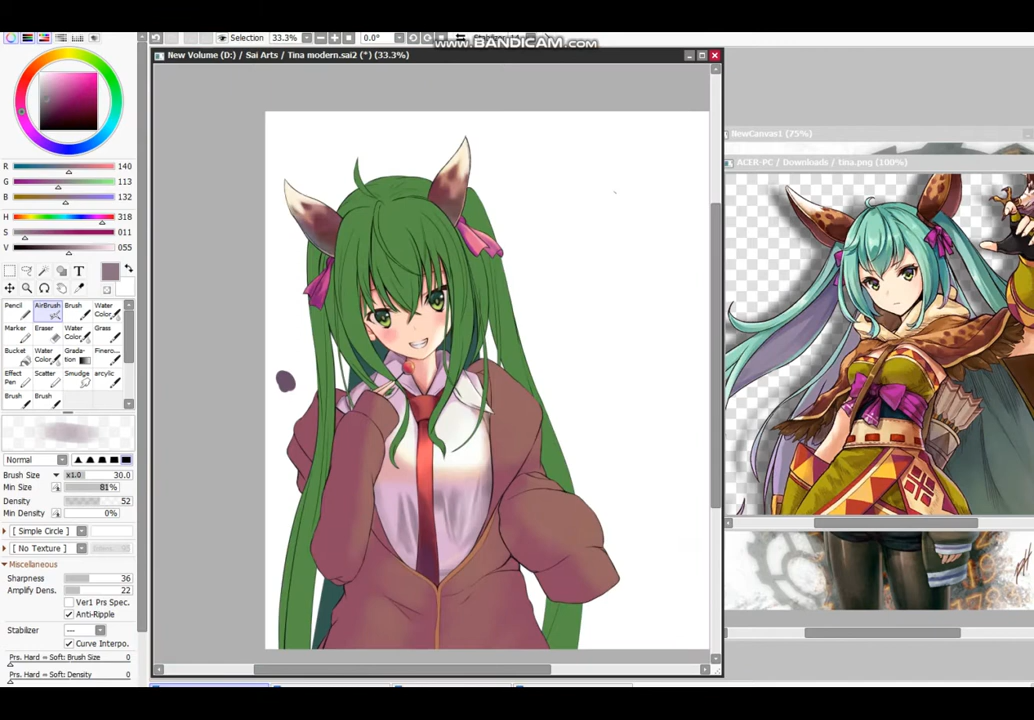 Selection 33.3% 0.0°
www.BANDICAM.com
New Volume (D:) / Sai Arts / Tina modern.sai2 (*) (33.3%)
NewCanvas1 (75%)
ACER-PC / Downloads / tina.png (100%)
R 140
G 113
B 132
H 318
S 011
V 055
T
Pencil AirBrush Brush Water Color
Marker Eraser Water Color Grass
Bucket Water Color Grada-tion Finero
Effect Pen Scatter Smudge arcylic
Brush Brush
Normal
Brush Size x1.0 30.0
Min Size 81%
Density 52
Min Density 0%
[ Simple Circle ]
[ No Texture ]
Miscellaneous
Sharpness 36
Amplify Dens. 22
Ver1 Prs Spec.
Anti-Ripple
Stabilizer ---
Curve Interpo.
Prs. Hard ⇔ Soft: Brush Size 0
Prs. Hard ⇔ Soft: Density 0